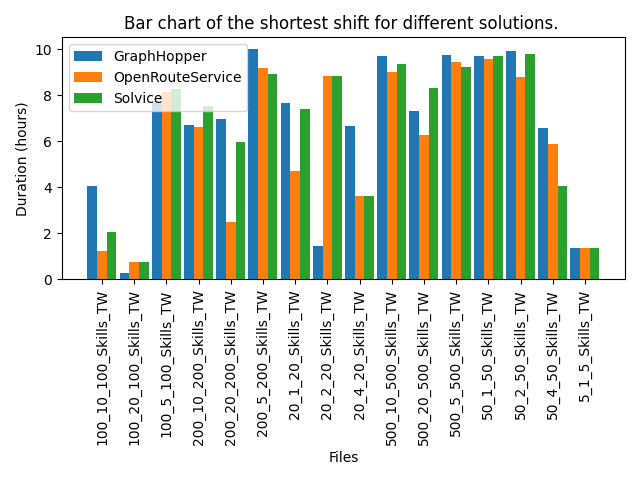 Bar chart of the shortest shift for different solutions.
GraphHopper
OpenRouteService
Solvice
Duration (hours)
10
8
6
4
2
0
100_10_100_Skills_TW
100_20_100_Skills_TW
100_5_100_Skills_TW
200_10_200_Skills_TW
200_20_200_Skills_TW
200_5_200_Skills_TW
20_1_20_Skills_TW
20_2_20_Skills_TW
20_4_20_Skills_TW
500_10_500_Skills_TW
500_20_500_Skills_TW
500_5_500_Skills_TW
50_1_50_Skills_TW
50_2_50_Skills_TW
50_4_50_Skills_TW
5_1_5_Skills_TW
Files